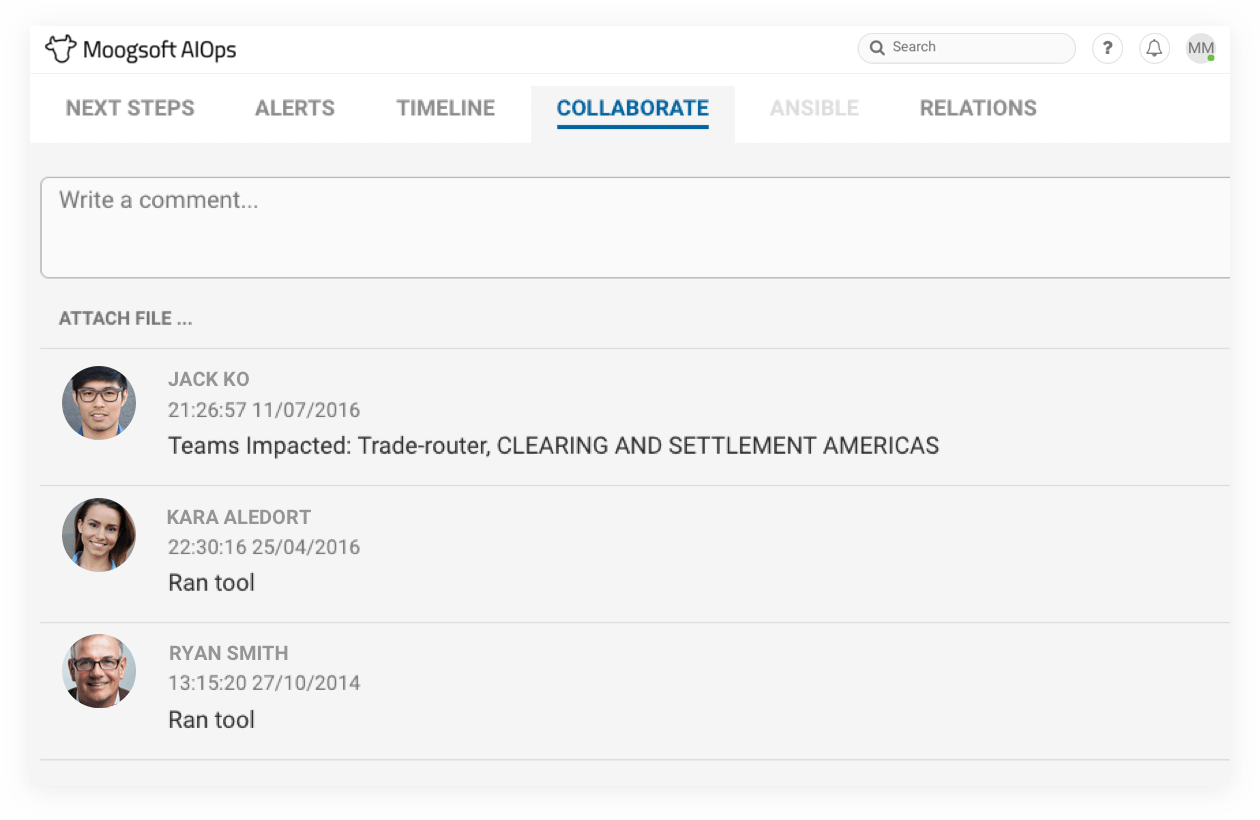 Moogsoft AIOps
Search
?
MM
NEXT STEPS
ALERTS
TIMELINE
COLLABORATE
ANSIBLE
RELATIONS
Write a comment...
ATTACH FILE ...
JACK KO
21:26:57 11/07/2016
Teams Impacted: Trade-router, CLEARING AND SETTLEMENT AMERICAS
KARA ALEDORT
22:30:16 25/04/2016
Ran tool
RYAN SMITH
13:15:20 27/10/2014
Ran tool